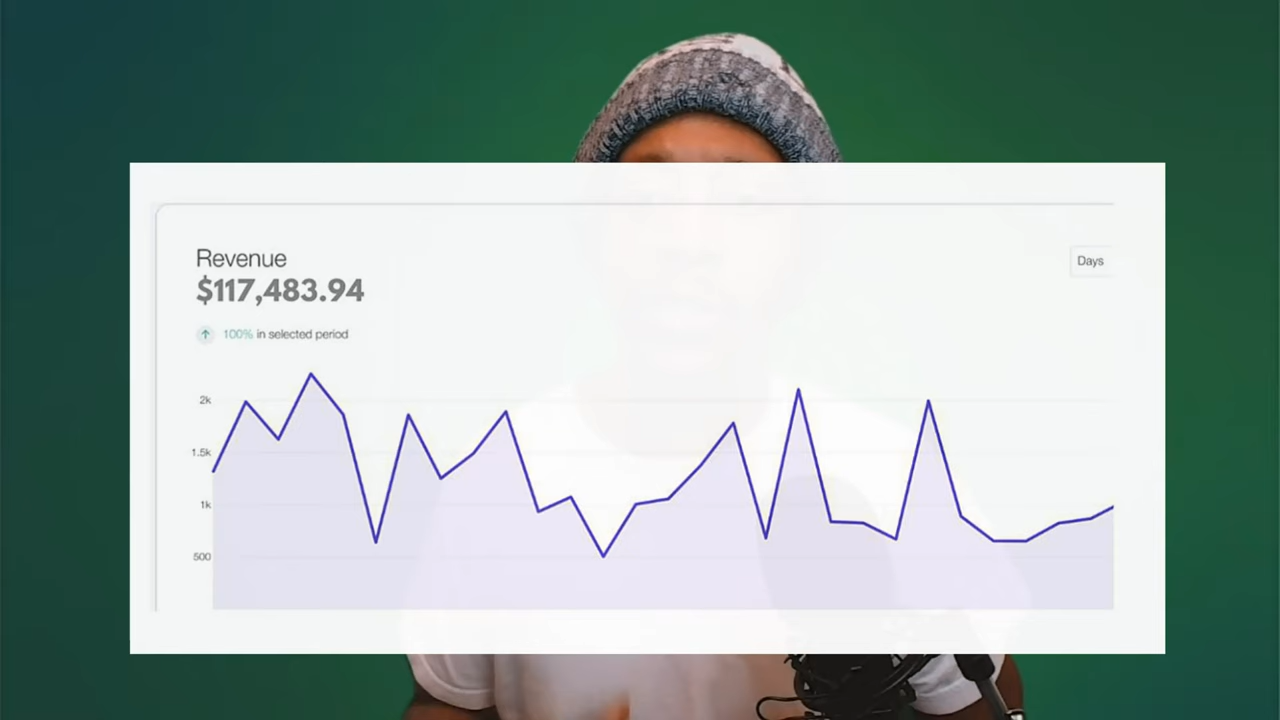 Revenue
$117,483.94
Days
100% in selected period
2k
1.5k
1k
500